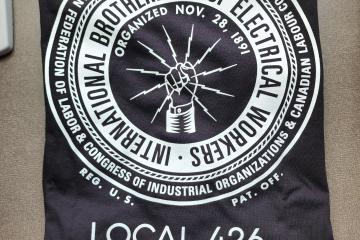 INTERNATIONAL BROTHERHOOD OF ELECTRICAL WORKERS ·
ORGANIZED NOV. 28, 1891
FEDERATION OF LABOR & CONGRESS OF INDUSTRIAL ORGANIZATIONS & CANADIAN LABOUR
REG. U. S. PAT. OFF.
LOCAL 426